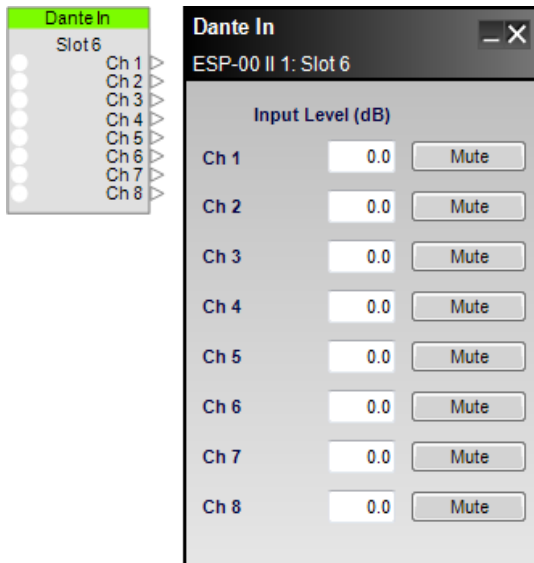 Dante In
Slot 6
Ch 1
Ch 2
Ch 3
Ch 4
Ch 5
Ch 6
Ch 7
Ch 8
Dante In
ESP-00 II 1: Slot 6
Input Level (dB)
Ch 1 0.0 Mute
Ch 2 0.0 Mute
Ch 3 0.0 Mute
Ch 4 0.0 Mute
Ch 5 0.0 Mute
Ch 6 0.0 Mute
Ch 7 0.0 Mute
Ch 8 0.0 Mute